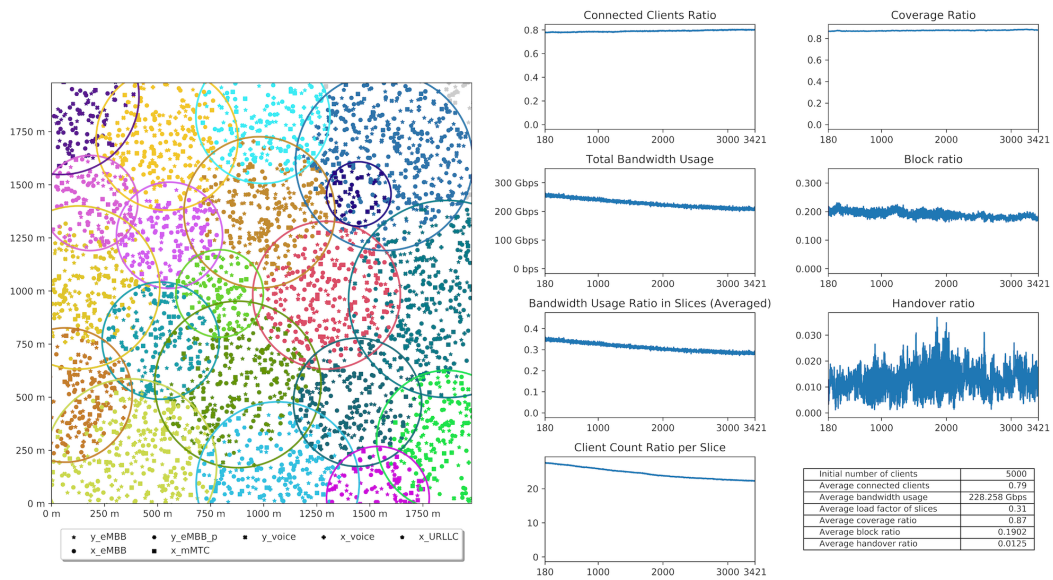 1750 m
1500 m
1250 m
1000 m
750 m
500 m
250 m
0 m
0 m 250 m 500 m 750 m 1000 m 1250 m 1500 m 1750 m
y_eMBB y_eMBB_p y_voice x_voice x_URLLC
x_eMBB x_mMTC
Connected Clients Ratio
0.8
0.6
0.4
0.2
0.0
180 1000 2000 3000 3421
Coverage Ratio
0.8
0.6
0.4
0.2
0.0
180 1000 2000 3000 3421
Total Bandwidth Usage
300 Gbps
200 Gbps
100 Gbps
0 bps
180 1000 2000 3000 3421
Block ratio
0.300
0.200
0.100
0.000
180 1000 2000 3000 3421
Bandwidth Usage Ratio in Slices (Averaged)
0.4
0.3
0.2
0.1
0.0
180 1000 2000 3000 3421
Handover ratio
0.030
0.020
0.010
0.000
180 1000 2000 3000 3421
Client Count Ratio per Slice
20
10
0
180 1000 2000 3000 3421
Initial number of clients 5000
Average connected clients 0.79
Average bandwidth usage 228.258 Gbps
Average load factor of slices 0.31
Average coverage ratio 0.87
Average block ratio 0.1902
Average handover ratio 0.0125